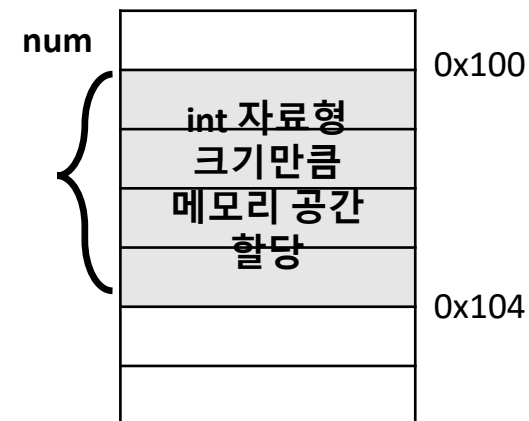 num
0x100
int 자료형
크기만큼
메모리 공간
할당
0x104